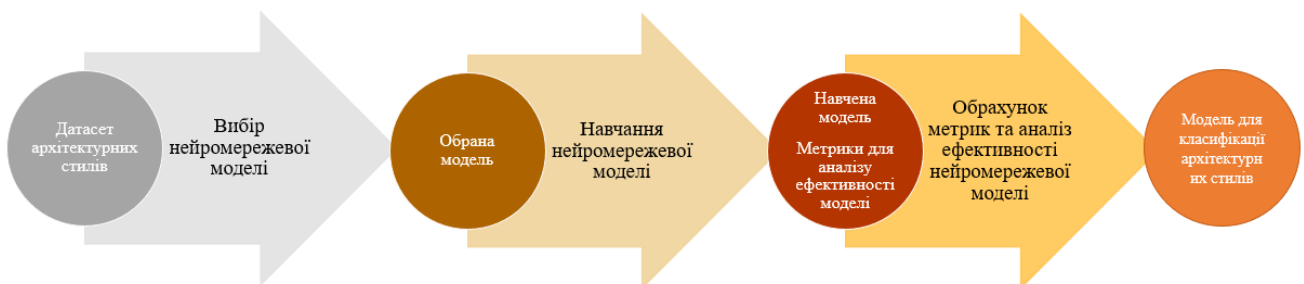 Датасет
архітектурних
стилів
Вибір
нейромережевої
моделі
Обрана
модель
Навчання
нейромережевої
моделі
Навчена
модель
Метрики для
аналізу
ефективності
моделі
Обрахунок
метрик та аналіз
ефективності
нейромережевої
моделі
Модель для
класифікації
архітектурн
их стилів